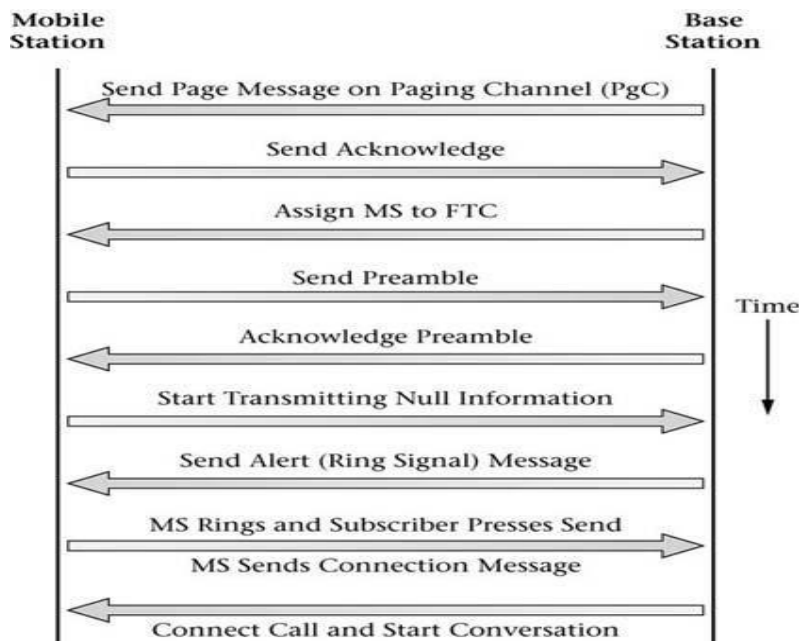 Mobile
Station
Base
Station
Send Page Message on Paging Channel (PgC)
Send Acknowledge
Assign MS to FTC
Send Preamble
Time
Acknowledge Preamble
Start Transmitting Null Information
Send Alert (Ring Signal) Message
MS Rings and Subscriber Presses Send
MS Sends Connection Message
Connect Call and Start Conversation